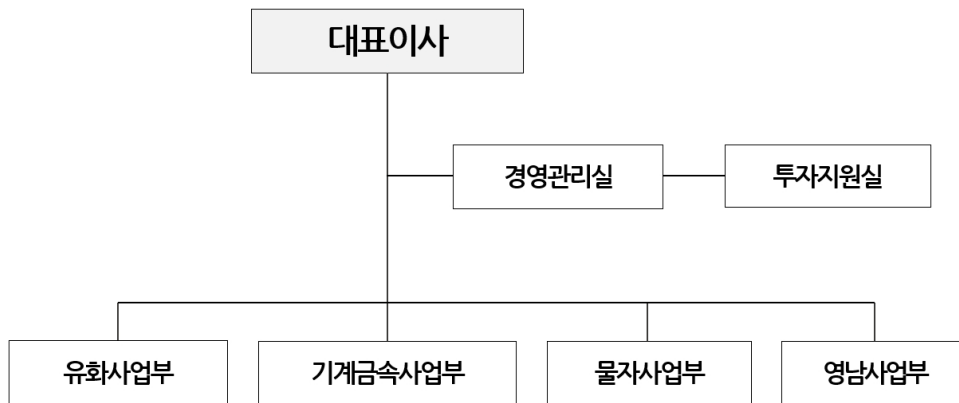 대표이사
경영관리실
투자지원실
유화사업부
기계금속사업부
물자사업부
영남사업부